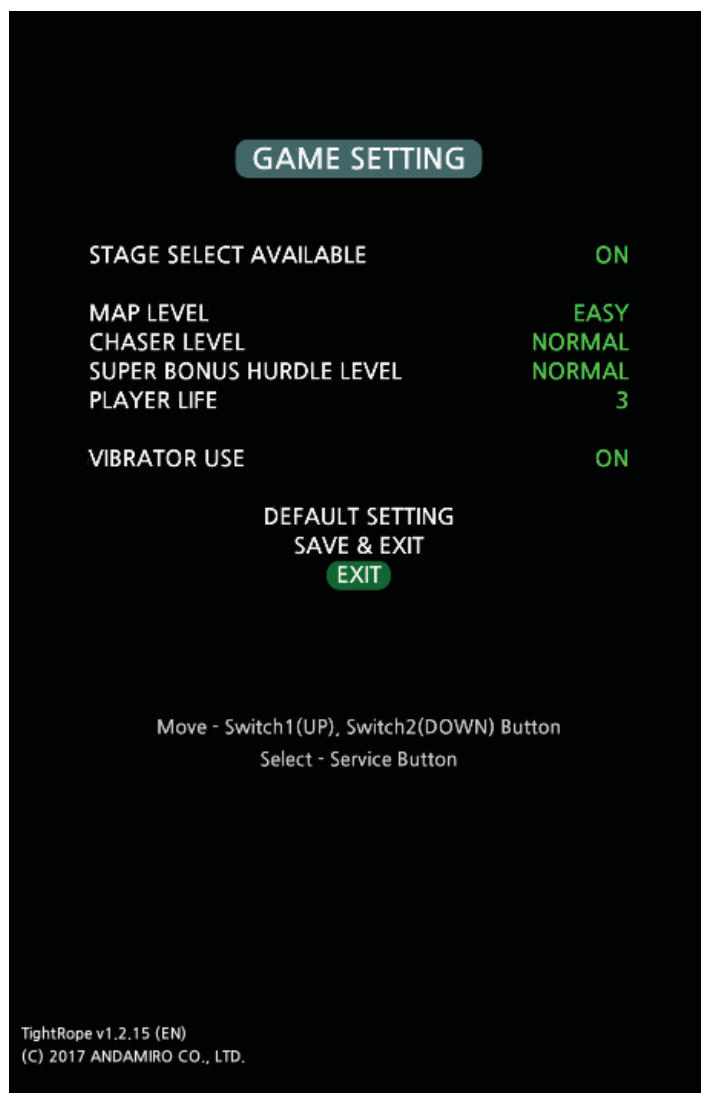 GAME SETTING
STAGE SELECT AVAILABLE ON
MAP LEVEL EASY
CHASER LEVEL NORMAL
SUPER BONUS HURDLE LEVEL NORMAL
PLAYER LIFE 3
VIBRATOR USE ON
DEFAULT SETTING
SAVE & EXIT
EXIT
Move - Switch1(UP), Switch2(DOWN) Button
Select - Service Button
TightRope v1.2.15 (EN)
(C) 2017 ANDAMIRO CO., LTD.